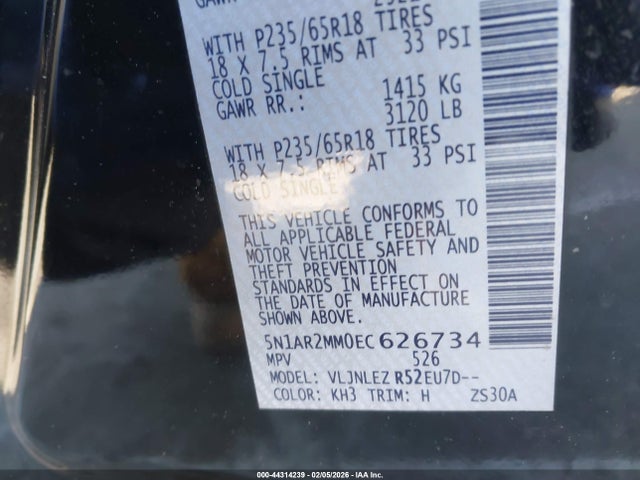 GAWR
WITH P235/65R18 TIRES
18 X 7.5 RIMS AT 33 PSI
COLD SINGLE
GAWR RR.: 1415 KG
3120 LB
WITH P235/65R18 TIRES
18 X 7.5 RIMS AT 33 PSI
COLD SINGLE
THIS VEHICLE CONFORMS TO
ALL APPLICABLE FEDERAL
MOTOR VEHICLE SAFETY AND
THEFT PREVENTION
STANDARDS IN EFFECT ON
THE DATE OF MANUFACTURE
SHOWN ABOVE.
5N1AR2MM0EC626734
MPV 526
MODEL: VLJNLEZ R52EU7D--
COLOR: KH3 TRIM: H ZS30A
000-44314239 - 02/05/2026 - IAA Inc.